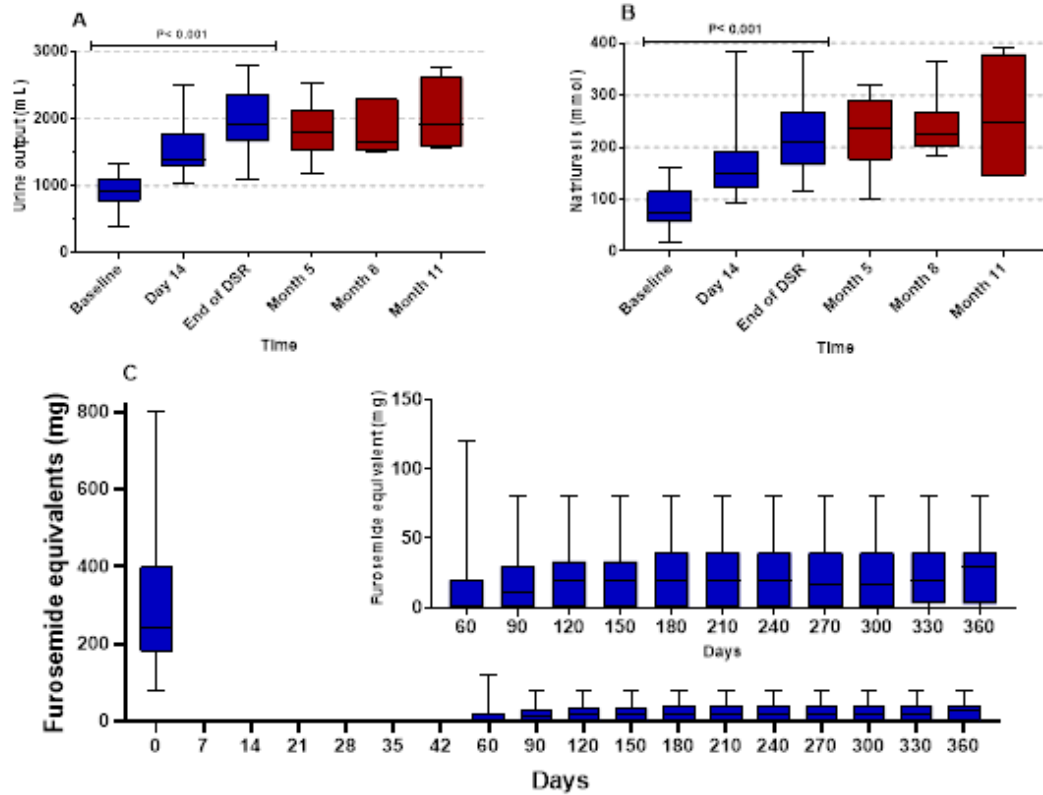 A
P< 0.001
Urine output (mL)
3000
2000
1000
0
Baseline
Day 14
End of DSR
Month 5
Month 8
Month 11
Time
B
P< 0.001
Natriuresis (mmol)
400
300
200
100
0
Baseline
Day 14
End of DSR
Month 5
Month 8
Month 11
Time
C
Furosemide equivalents (mg)
800
600
400
200
0
0 7 14 21 28 35 42 60 90 120 150 180 210 240 270 300 330 360
Days
Furosemide equivalent (mg)
150
100
50
0
60 90 120 150 180 210 240 270 300 330 360
Days